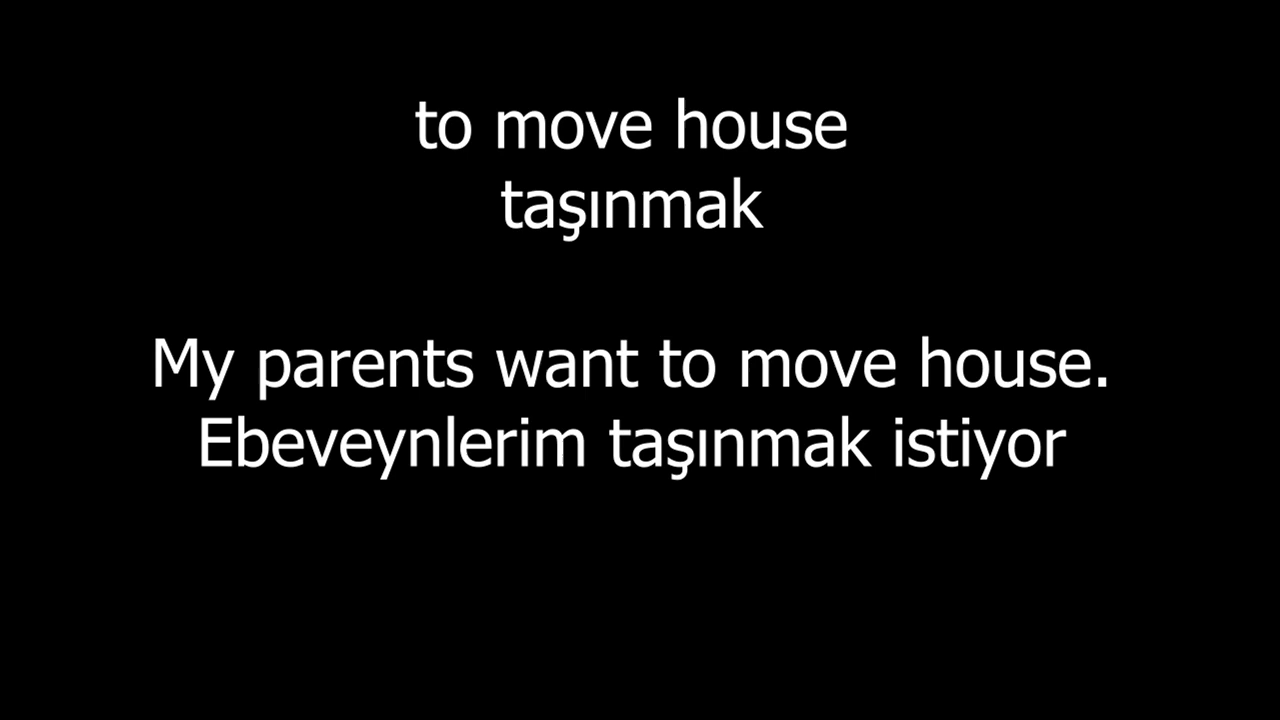 to move house
taşınmak
My parents want to move house.
Ebeveynlerim taşınmak istiyor